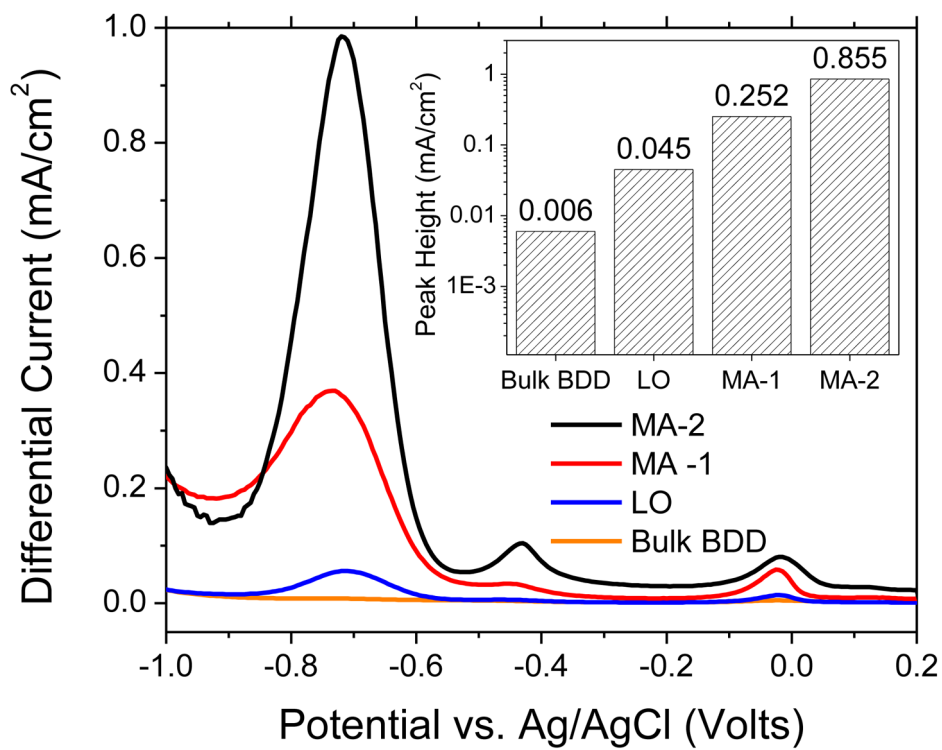 Differential Current (mA/cm²)
1.0
0.8
0.6
0.4
0.2
0.0
-1.0 -0.8 -0.6 -0.4 -0.2 0.0 0.2
Potential vs. Ag/AgCl (Volts)
Peak Height (mA/cm²)
1
0.1
0.01
1E-3
0.006
0.045
0.252
0.855
Bulk BDD LO MA-1 MA-2
MA-2
MA -1
LO
Bulk BDD